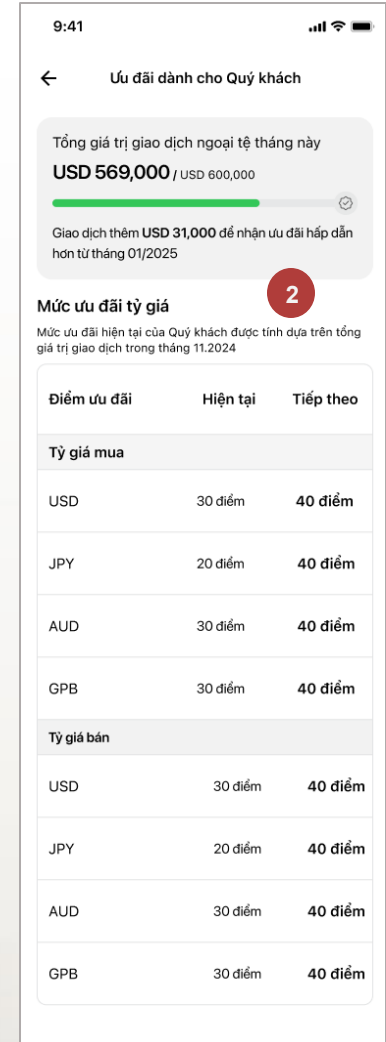 9:41
Ưu đãi dành cho Quý khách
Tổng giá trị giao dịch ngoại tệ tháng này
USD 569,000 / USD 600,000
Giao dịch thêm USD 31,000 để nhận ưu đãi hấp dẫn
hơn từ tháng 01/2025
2
Mức ưu đãi tỷ giá
Mức ưu đãi hiện tại của Quý khách được tính dựa trên tổng
giá trị giao dịch trong tháng 11.2024
Điểm ưu đãi Hiện tại Tiếp theo
Tỷ giá mua
USD 30 điểm 40 điểm
JPY 20 điểm 40 điểm
AUD 30 điểm 40 điểm
GPB 30 điểm 40 điểm
Tỷ giá bán
USD 30 điểm 40 điểm
JPY 20 điểm 40 điểm
AUD 30 điểm 40 điểm
GPB 30 điểm 40 điểm